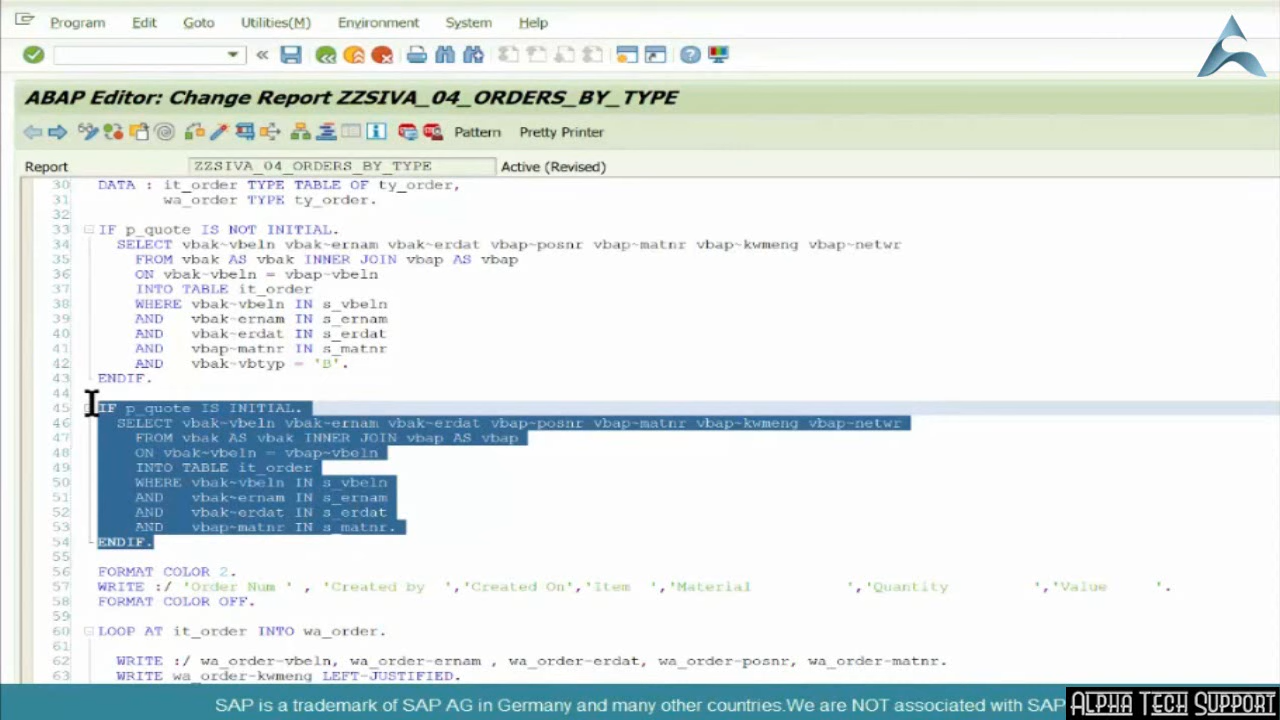 Program Edit Goto Utilities(M) Environment System Help
ABAP Editor: Change Report ZZSIVA_04_ORDERS_BY_TYPE
Pattern Pretty Printer
Report ZZSIVA_04_ORDERS_BY_TYPE Active (Revised)
30 DATA : it_order TYPE TABLE OF ty_order,
31 wa_order TYPE ty_order.
32
33 IF p_quote IS NOT INITIAL.
34 SELECT vbak~vbeln vbak~ernam vbak~erdat vbap~posnr vbap~matnr vbap~kwmeng vbap~netwr
35 FROM vbak AS vbak INNER JOIN vbap AS vbap
36 ON vbak~vbeln = vbap~vbeln
37 INTO TABLE it_order
38 WHERE vbak~vbeln IN s_vbeln
39 AND vbak~ernam IN s_ernam
40 AND vbak~erdat IN s_erdat
41 AND vbap~matnr IN s_matnr
42 AND vbak~vbtyp = 'B'.
43 ENDIF.
44
45 IF p_quote IS INITIAL.
46 SELECT vbak~vbeln vbak~ernam vbak~erdat vbap~posnr vbap~matnr vbap~kwmeng vbap~netwr
47 FROM vbak AS vbak INNER JOIN vbap AS vbap
48 ON vbak~vbeln = vbap~vbeln
49 INTO TABLE it_order
50 WHERE vbak~vbeln IN s_vbeln
51 AND vbak~ernam IN s_ernam
52 AND vbak~erdat IN s_erdat
53 AND vbap~matnr IN s_matnr.
54 ENDIF.
55
56 FORMAT COLOR 2.
57 WRITE :/ 'Order Num ' , 'Created by ','Created On','Item ','Material ','Quantity ','Value '.
58 FORMAT COLOR OFF.
59
60 LOOP AT it_order INTO wa_order.
61
62 WRITE :/ wa_order-vbeln, wa_order-ernam , wa_order-erdat, wa_order-posnr, wa_order-matnr.
63 WRITE wa_order-kwmeng LEFT-JUSTIFIED.
SAP is a trademark of SAP AG in Germany and many other countries.We are NOT associated with SAP
ALPHA TECH SUPPORT